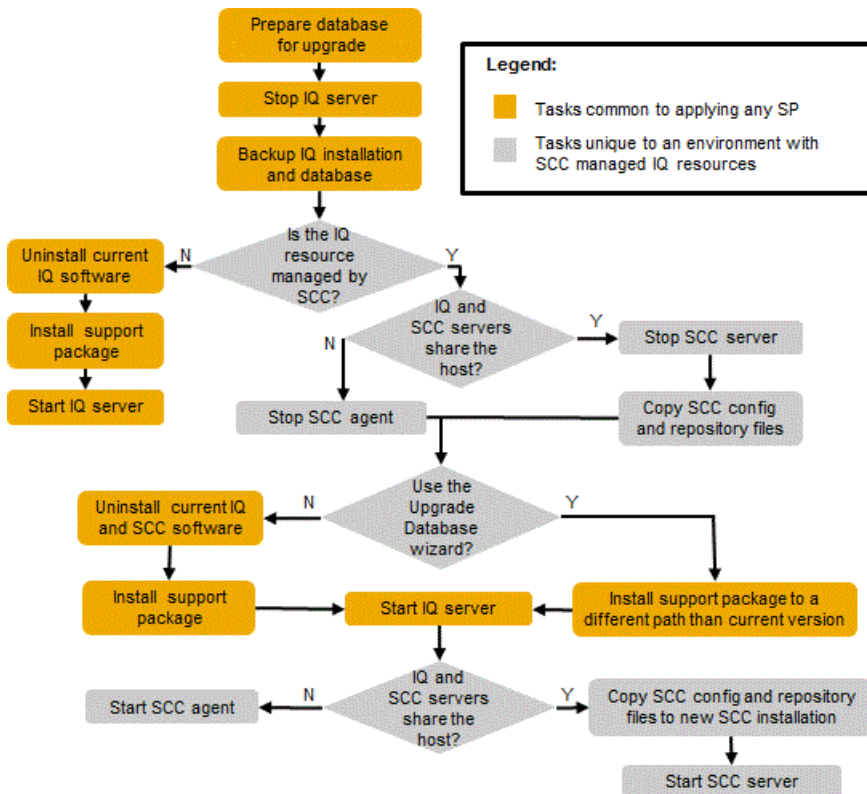 Prepare database
for upgrade
Legend:
Stop IQ server
Tasks common to applying any SP
Tasks unique to an environment with
SCC managed IQ resources
Backup IQ installation
and database
Is the IQ
resource
managed by
SCC?
N
Y
Uninstall current
IQ software
Install support
package
Start IQ server
IQ and
SCC servers
share the
host?
N
Y
Stop SCC server
Stop SCC agent
Copy SCC config
and repository files
Use the
Upgrade
Database
wizard?
N
Y
Uninstall current IQ
and SCC software
Install support
package
Start IQ server
Install support package to a
different path than current version
IQ and
SCC servers
share the
host?
N
Y
Start SCC agent
Copy SCC config and repository
files to new SCC installation
Start SCC server